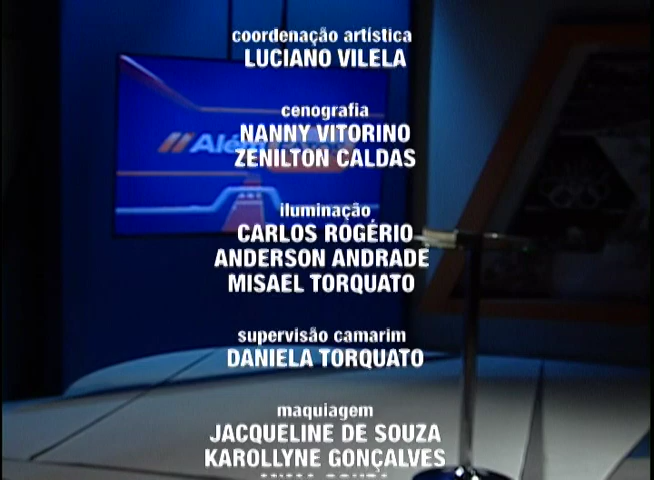 coordenação artística
LUCIANO VILELA
cenografia
NANNY VITORINO
ZENILTON CALDAS
Além
iluminação
CARLOS ROGÉRIO
ANDERSON ANDRADE
MISAEL TORQUATO
supervisão camarim
DANIELA TORQUATO
maquiagem
JACQUELINE DE SOUZA
KAROLLYNE GONÇALVES